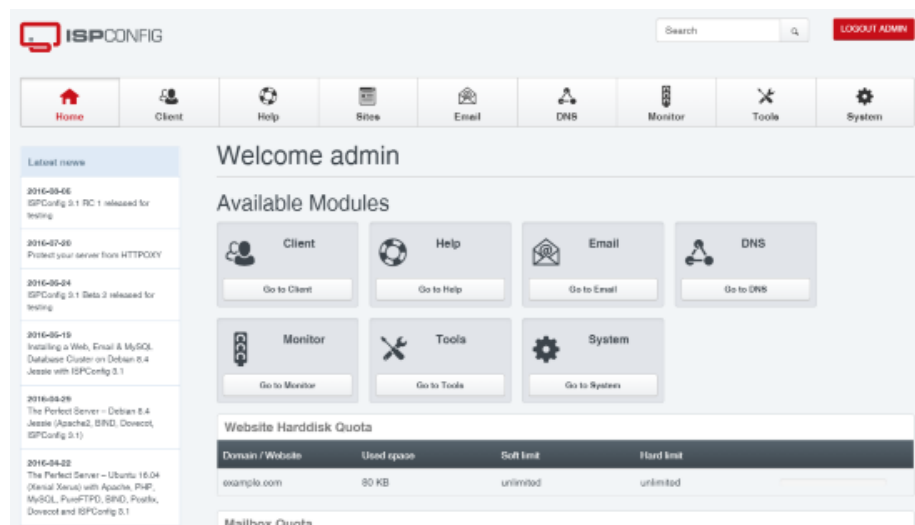 ISPCONFIG
Search
LOGOUT ADMIN
Home
Client
Help
Sites
Email
DNS
Monitor
Tools
System
Latest news
2016-08-05
ISPConfig 3.1 RC 1 released for
testing
2016-07-20
Protect your server from HTTPOXY
2016-05-24
ISPConfig 3.1 Beta 2 released for
testing
2016-05-19
Installing a Web, Email & MySQL
Database Cluster on Debian 8.4
Jessie with ISPConfig 3.1
2016-04-29
The Perfect Server – Debian 8.4
Jessie (Apache2, BIND, Dovecot,
ISPConfig 3.1)
2016-04-22
The Perfect Server – Ubuntu 16.04
(Xenial Xerus) with Apache, PHP,
MySQL, PureFTPD, BIND, Postfix,
Dovecot and ISPConfig 3.1
Welcome admin
Available Modules
Client
Go to Client
Help
Go to Help
Email
Go to Email
DNS
Go to DNS
Monitor
Go to Monitor
Tools
Go to Tools
System
Go to System
Website Harddisk Quota
Domain / Website Used space Soft limit Hard limit
example.com 80 KB unlimited unlimited
Mailbox Quota